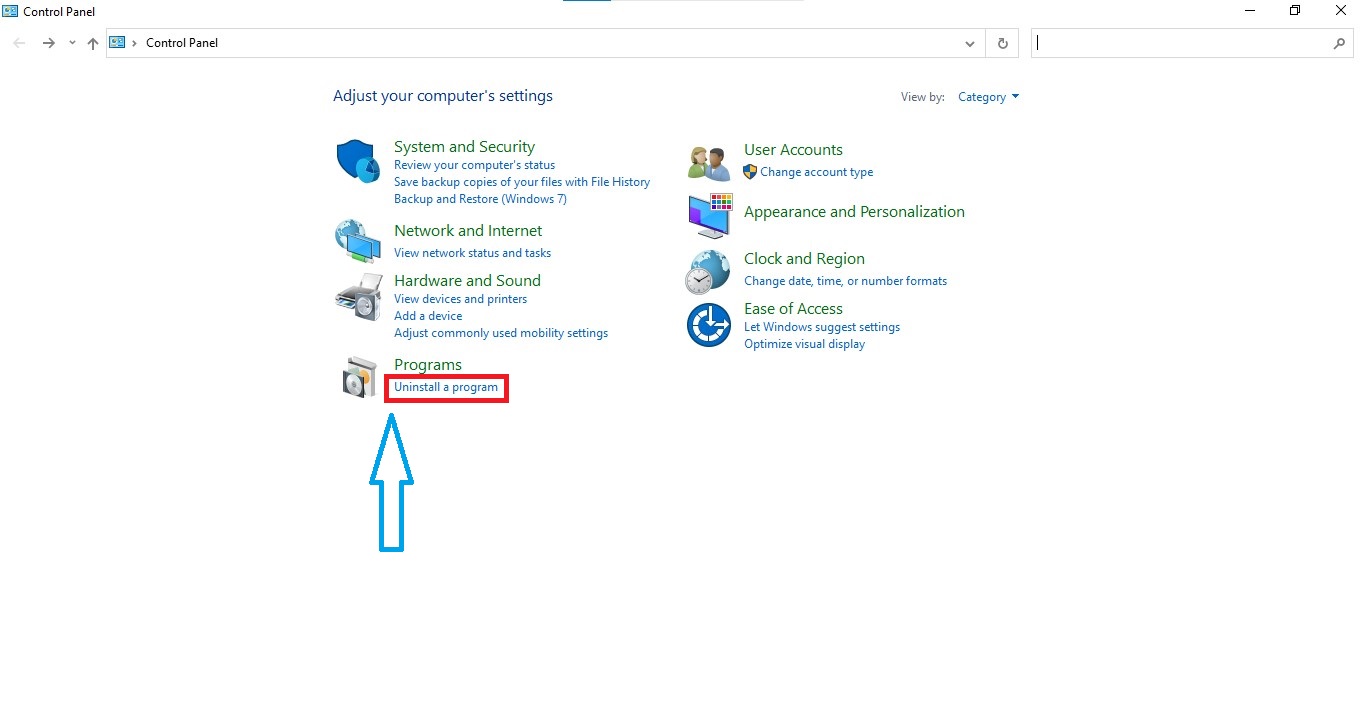 Control Panel
Control Panel
Adjust your computer's settings
View by: Category
System and Security
Review your computer's status
Save backup copies of your files with File History
Backup and Restore (Windows 7)
Network and Internet
View network status and tasks
Hardware and Sound
View devices and printers
Add a device
Adjust commonly used mobility settings
Programs
Uninstall a program
User Accounts
Change account type
Appearance and Personalization
Clock and Region
Change date, time, or number formats
Ease of Access
Let Windows suggest settings
Optimize visual display